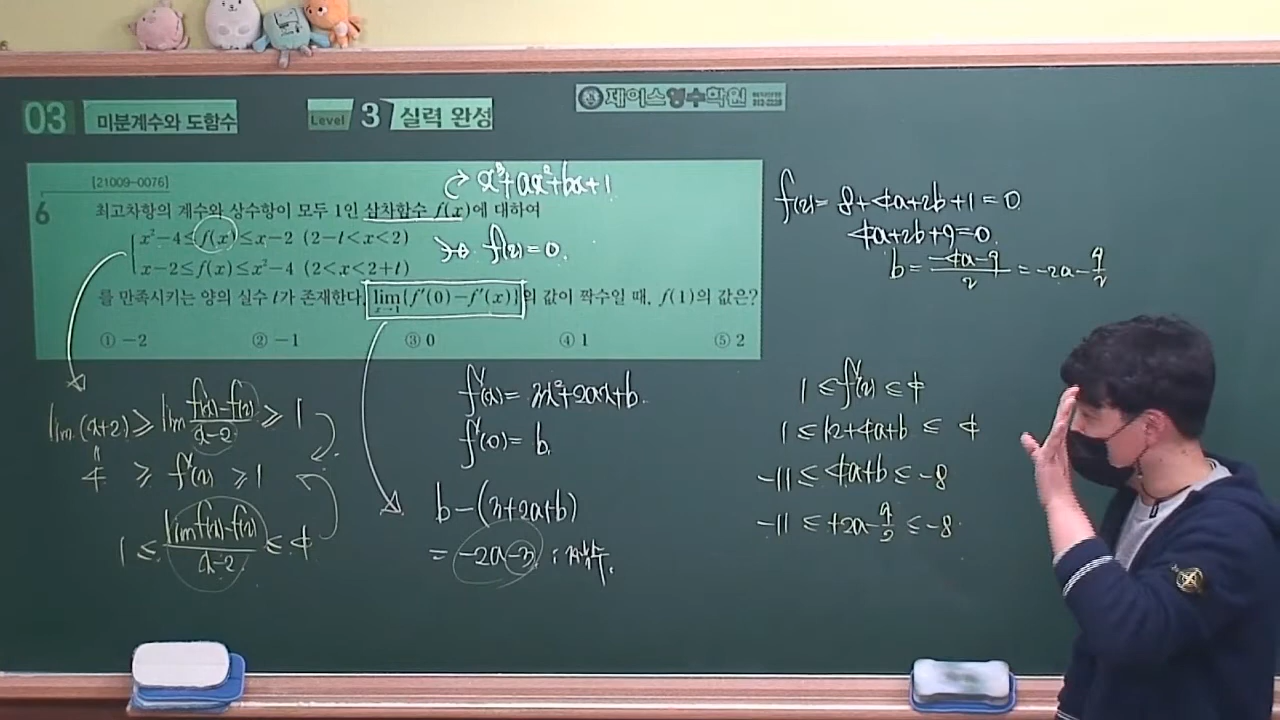 03 미분계수와 도함수 Level 3 실력 완성
제이스영수학원
[21009-0076]
x³+ax²+bx+1
6 최고차항의 계수와 상수항이 모두 1인 삼차함수 f(x)에 대하여
x²-4≤f(x)≤x-2 (2-t<x<2)
f(2)=0.
x-2≤f(x)≤x²-4 (2<x<2+t)
를 만족시키는 양의 실수 t가 존재한다. lim{f′(0)-f′(x)}의 값이 짝수일 때, f(1)의 값은?
x→1
① -2 ② -1 ③ 0 ④ 1 ⑤ 2
lim(x+2) ≥ lim f(x)-f(2) / x-2 ≥ 1
4 ≥ f′(2) ≥ 1
1 ≤ lim f(x)-f(2) / x-2 ≤ 4
f′(x)= 3x²+2ax+b.
f′(0)= b.
b-(3+2a+b)
= -2a-3 : 짝수.
f(2)= 8+4a+2b+1=0
4a+2b+9=0.
b= -4a-9 / 2 = -2a- 9/2
1 ≤ f′(2) ≤ 4
1 ≤ 12+4a+b ≤ 4
-11 ≤ 4a+b ≤ -8
-11 ≤ +2a- 9/2 ≤ -8.